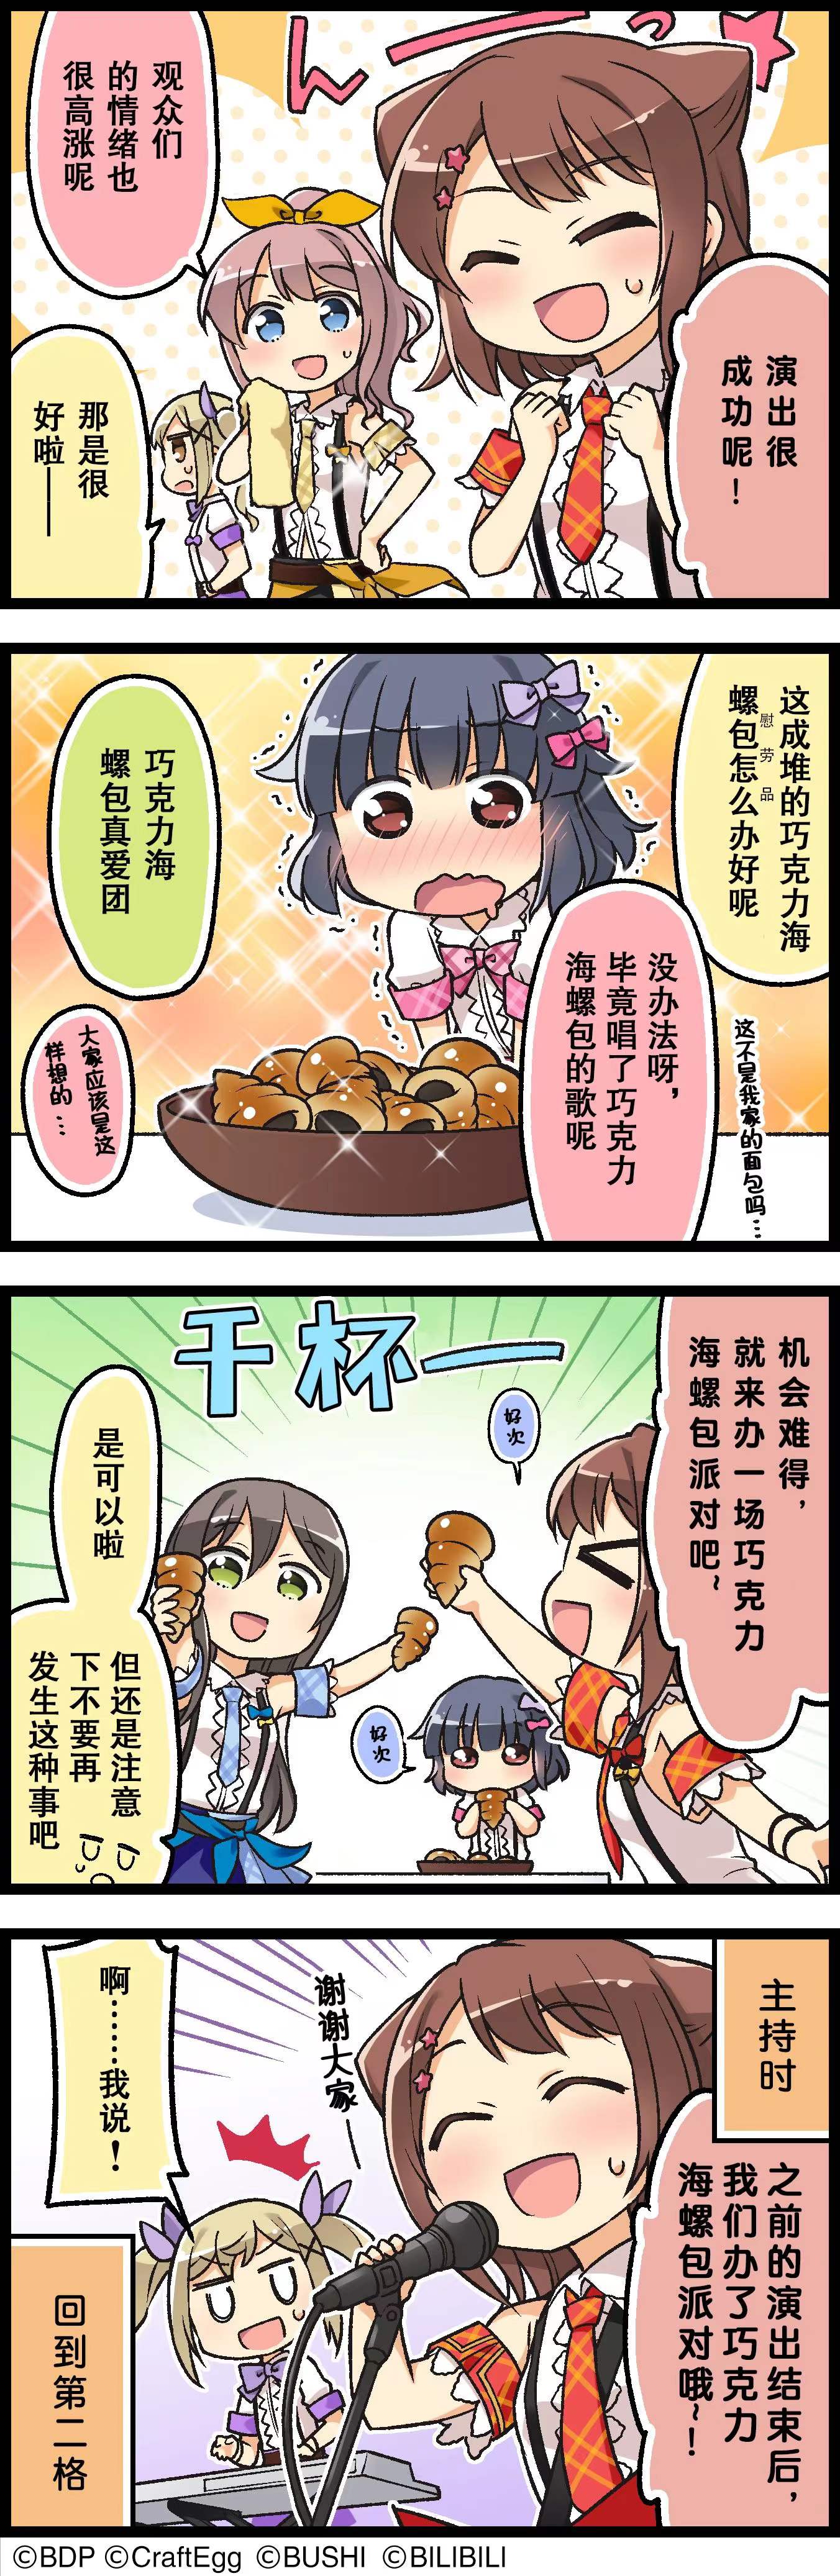 んーっ
演出很
成功呢！
观众们
的情绪也
很高涨呢
那是很
好啦——
这成堆的巧克力海
螺包怎么办好呢
慰劳品
没办法呀，
毕竟唱了巧克力
海螺包的歌呢
这不是我家的面包吗…
巧克力海
螺包真爱团
大家应该是这
样想的…
机会难得，
就来办一场巧克力
海螺包派对吧~
干杯—
好次
好次
是可以啦
但还是注意
下不要再
发生这种事吧
主持时
之前的演出结束后，
我们办了巧克力
海螺包派对哦~！
谢谢大家—
啊……我说！
回到第二格
©BDP ©CraftEgg ©BUSHI ©BILIBILI